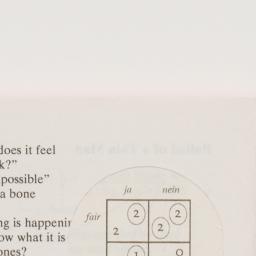 does it feel
k?"
possible"
a bone
ja nein
ng is happenin
fair 2 2
2 2
ow what it is
ones? 1 0